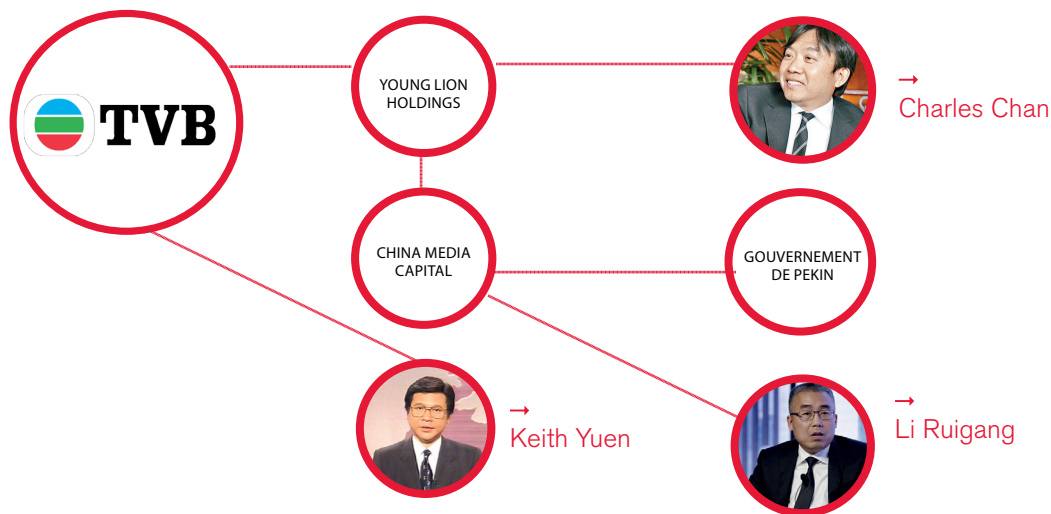 TVB
YOUNG LION
HOLDINGS
→
Charles Chan
CHINA MEDIA
CAPITAL
GOUVERNEMENT
DE PEKIN
→
Keith Yuen
→
Li Ruigang